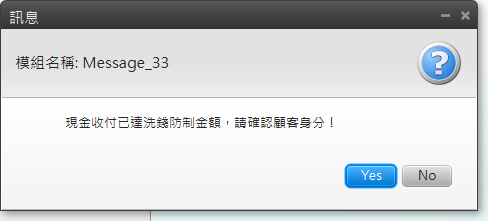 訊息
模組名稱: Message_33
現金收付已達洗錢防制金額，請確認顧客身分！
Yes
No